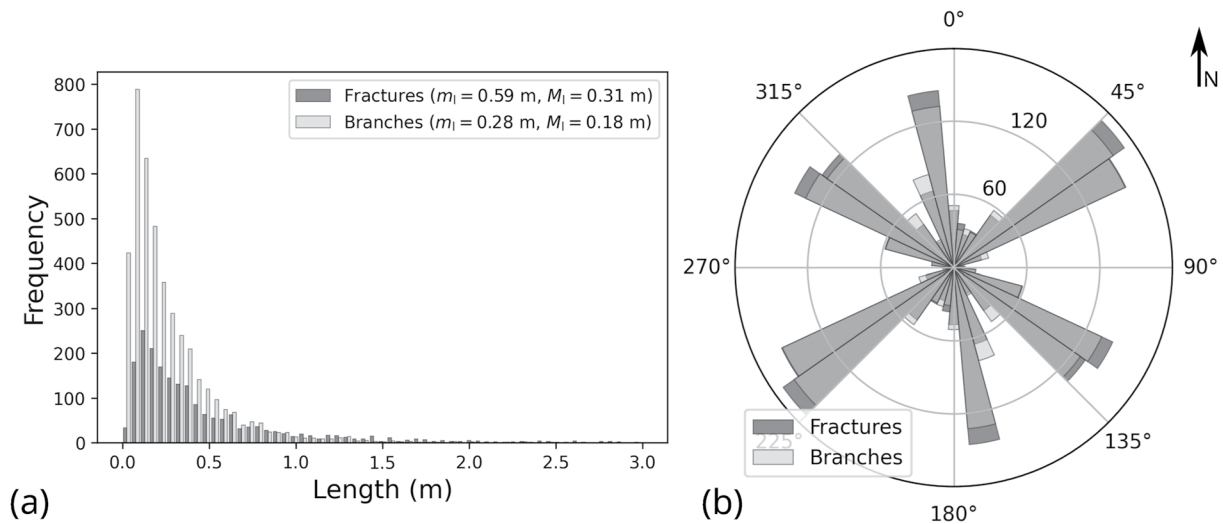 800
700
600
500
400
300
200
100
0
Frequency
Fractures (mₗ = 0.59 m, Mₗ = 0.31 m)
Branches (mₗ = 0.28 m, Mₗ = 0.18 m)
0.0 0.5 1.0 1.5 2.0 2.5 3.0
Length (m)
(a)
0°
N
315° 45°
120
60
270° 90°
225° 135°
180°
Fractures
Branches
(b)